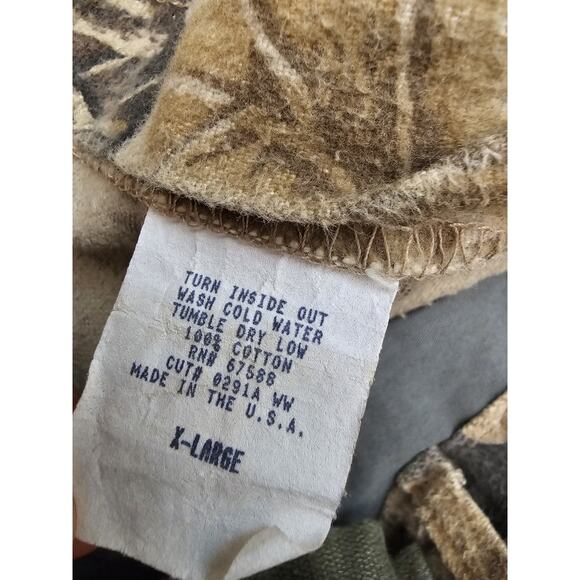 TURN INSIDE OUT
WASH COLD WATER
TUMBLE DRY LOW
100% COTTON
RN# 67588
CUT# 0291A WW
MADE IN THE U.S.A.
X-LARGE